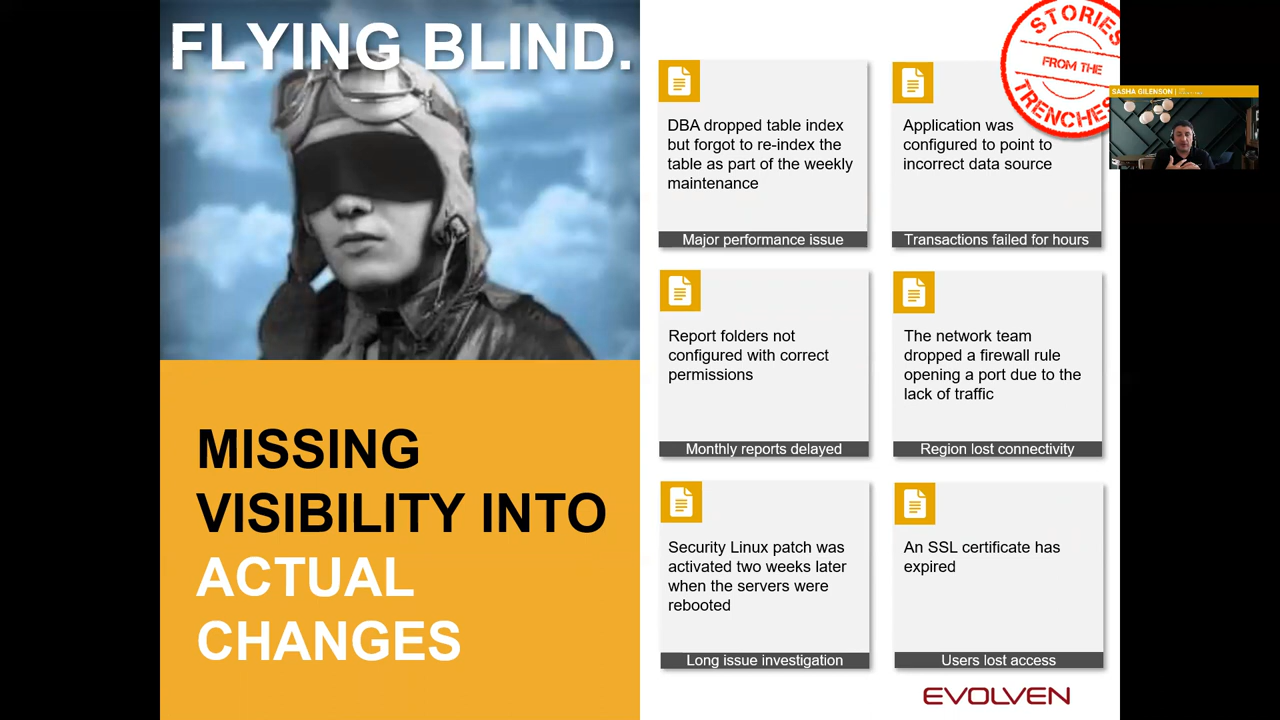 FLYING BLIND.
MISSING
VISIBILITY INTO
ACTUAL
CHANGES
STORIES
FROM THE
TRENCHES
DBA dropped table index
but forgot to re-index the
table as part of the weekly
maintenance
Major performance issue
Application was
configured to point to
incorrect data source
Transactions failed for hours
Report folders not
configured with correct
permissions
Monthly reports delayed
The network team
dropped a firewall rule
opening a port due to the
lack of traffic
Region lost connectivity
Security Linux patch was
activated two weeks later
when the servers were
rebooted
Long issue investigation
An SSL certificate has
expired
Users lost access
EVOLVEN
SASHA GILENSON |